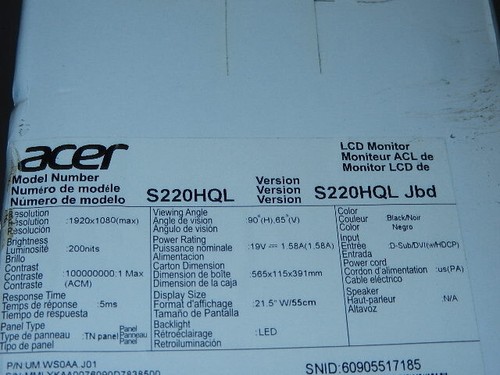 acer
LCD Monitor
Moniteur ACL de
Monitor LCD de
Model Number
Numéro de modèle
Número de modelo
S220HQL
Version
Version
Version
S220HQL Jbd
Resolution
Résolution
Resolución
:1920x1080(max)
Brightness
Luminosité
Brillo
:200nits
Contrast
Contraste
Contraste
:100000000:1 Max
(ACM)
Response Time
Temps de réponse
Tiempo de respuesta
:5ms
Panel Type
Type de panneau
Tipo de panel
:TN panel
Panel
Panneau
Panel
Viewing Angle
Angle de vision
Ángulo de visión
:90°(H),65°(V)
Power Rating
Puissance nominale
Alimentacion
:19V 1.58A(1.58A)
Carton Dimension
Dimension de boîte
Dimension de la caja
:565x115x391mm
Display Size
Format d'affichage
Tamaño de Pantalla
:21.5" W/55cm
Backlight
Rétroéclairage
Retroiluminación
:LED
Color
Couleur
Color
:Black/Noir
Negro
Input
Entrée
Entrada
:D-Sub/DVI(wHDCP)
Power cord
Cordon d'alimentation
Cable eléctrico
:us(PA)
Speaker
Haut-parleur
Altavoz
:N/A
P/N:UM WS0AA J01
SNID:60905517185